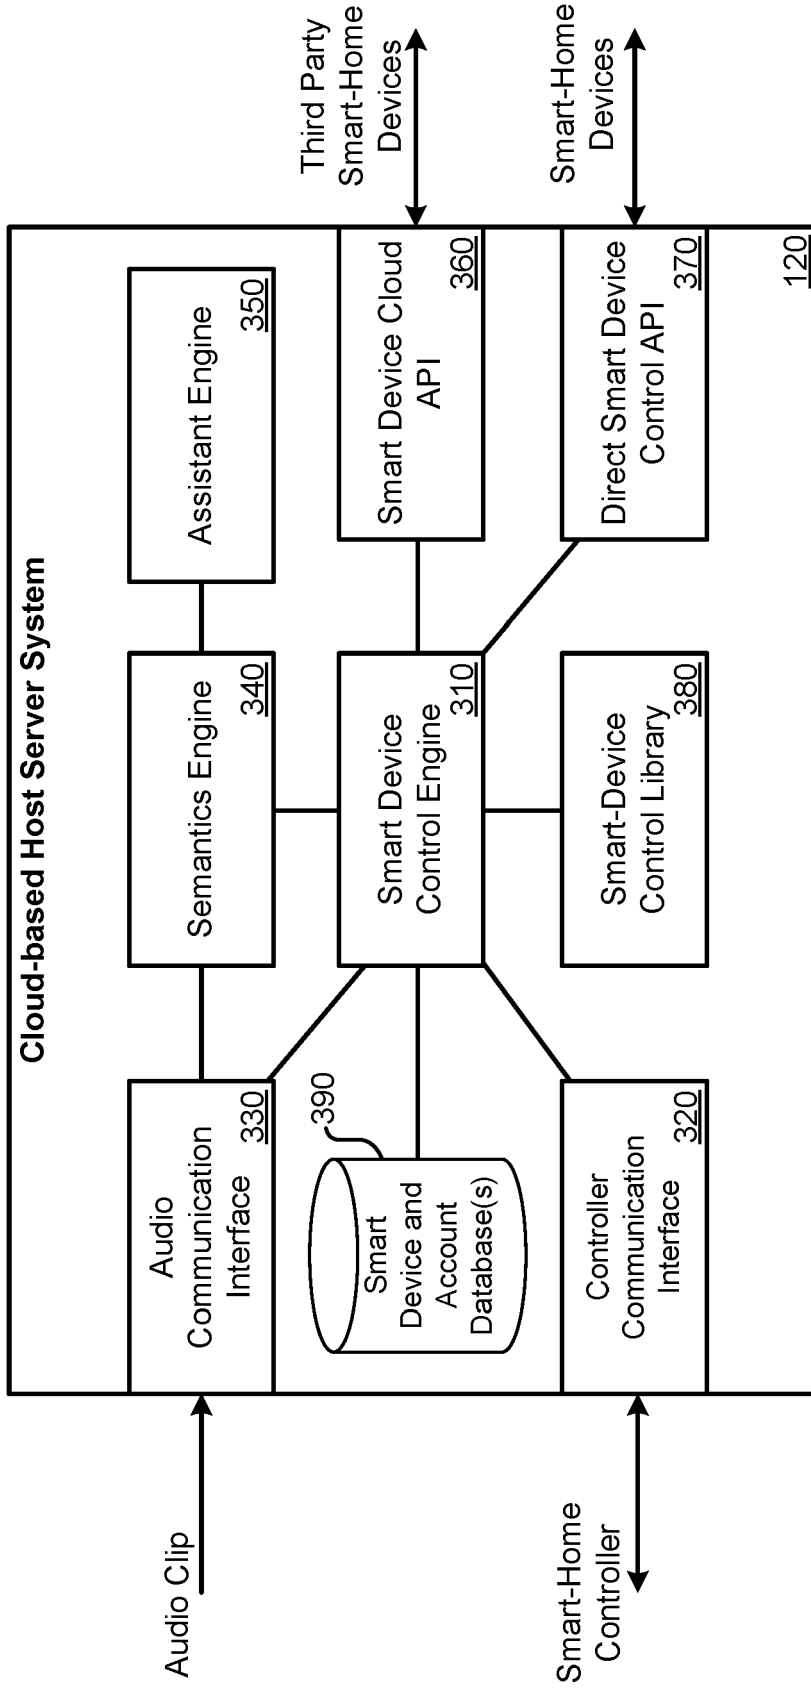 Cloud-based Host Server System
Audio Clip
Audio
Communication
Interface
330
Semantics Engine
340
Assistant Engine
350
Third Party
Smart-Home
Devices
390
Smart
Device and
Account
Database(s)
Smart Device
Control Engine
310
Smart Device Cloud
API
360
Smart-Home
Controller
Controller
Communication
Interface
320
Smart-Device
Control Library
380
Direct Smart Device
Control API
370
Smart-Home
Devices
120